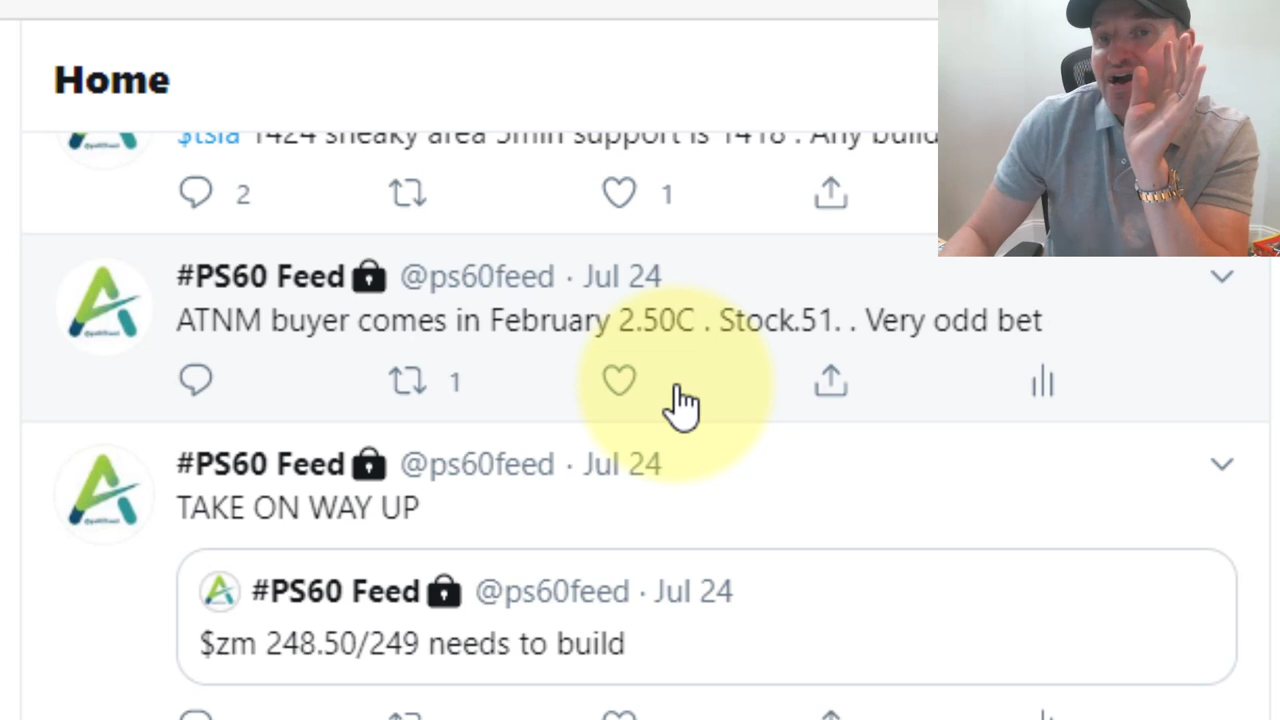 Home
$tsla 1424 sneaky area 5min support is 1418 . Any build
2
1
#PS60 Feed @ps60feed · Jul 24
ATNM buyer comes in February 2.50C . Stock.51. . Very odd bet
1
#PS60 Feed @ps60feed · Jul 24
TAKE ON WAY UP
#PS60 Feed @ps60feed · Jul 24
$zm 248.50/249 needs to build